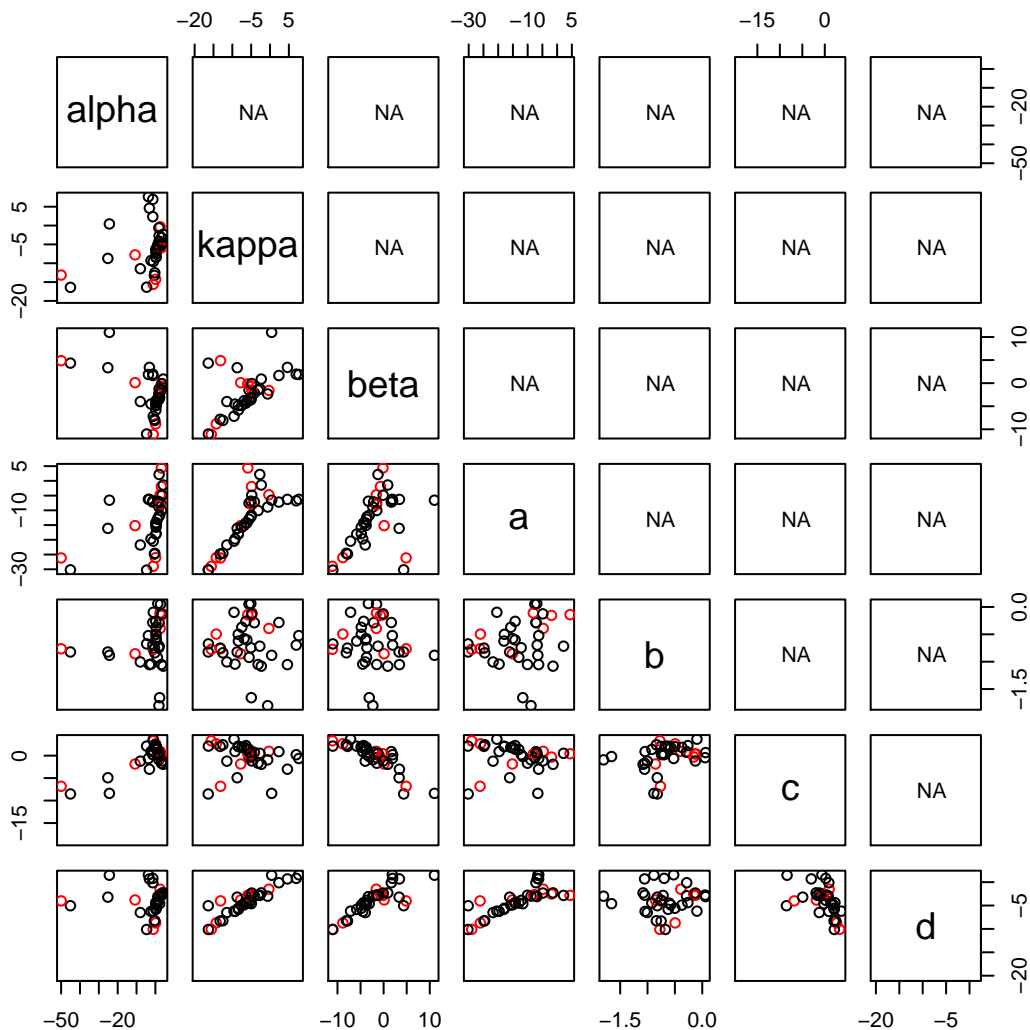 −20 −5 5 −30 −10 5 −15 0
alpha NA NA NA NA NA NA −50 −20
5 −5 −20 kappa NA NA NA NA NA
beta NA NA NA NA 10 0 −10
5 −10 −30 a NA NA NA
b NA NA 0.0 −1.5
0 −15 c NA
d −5 −20
−50 −20 −10 0 10 −1.5 0.0 −20 −5